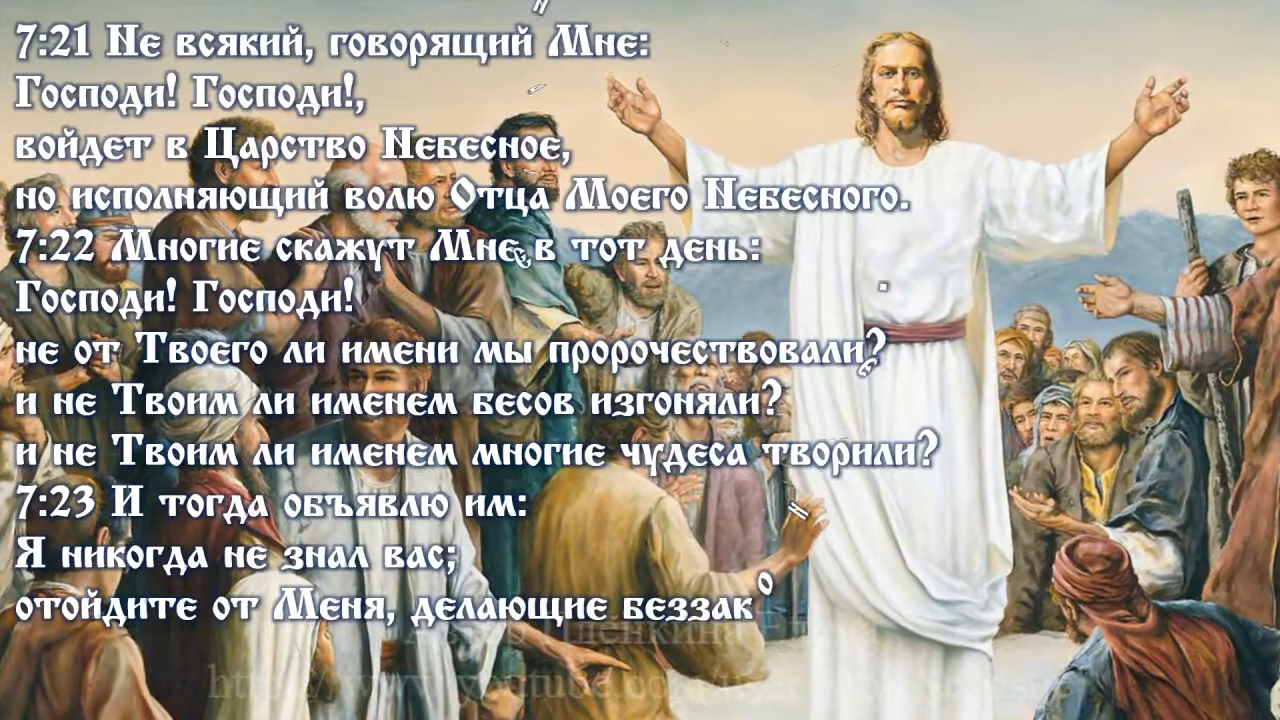 7:21 Не всякий, говорящий Мне:
Господи! Господи!,
войдет в Царство Небесное,
но исполняющий волю Отца Моего Небесного.
7:22 Многие скажут Мне в тот день:
Господи! Господи!
не от Твоего ли имени мы пророчествовали?
и не Твоим ли именем бесов изгоняли?
и не Твоим ли именем многие чудеса творили?
7:23 И тогда объявлю им:
Я никогда не знал вас;
отойдите от Меня, делающие беззако